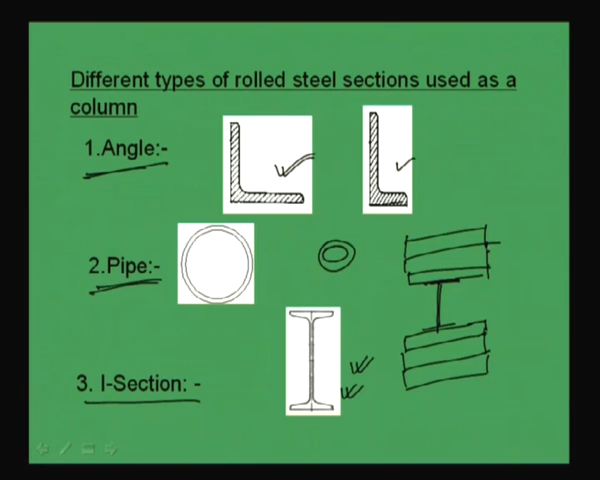 Different types of rolled steel sections used as a
column
1.Angle:-
2.Pipe:-
3. I-Section: -